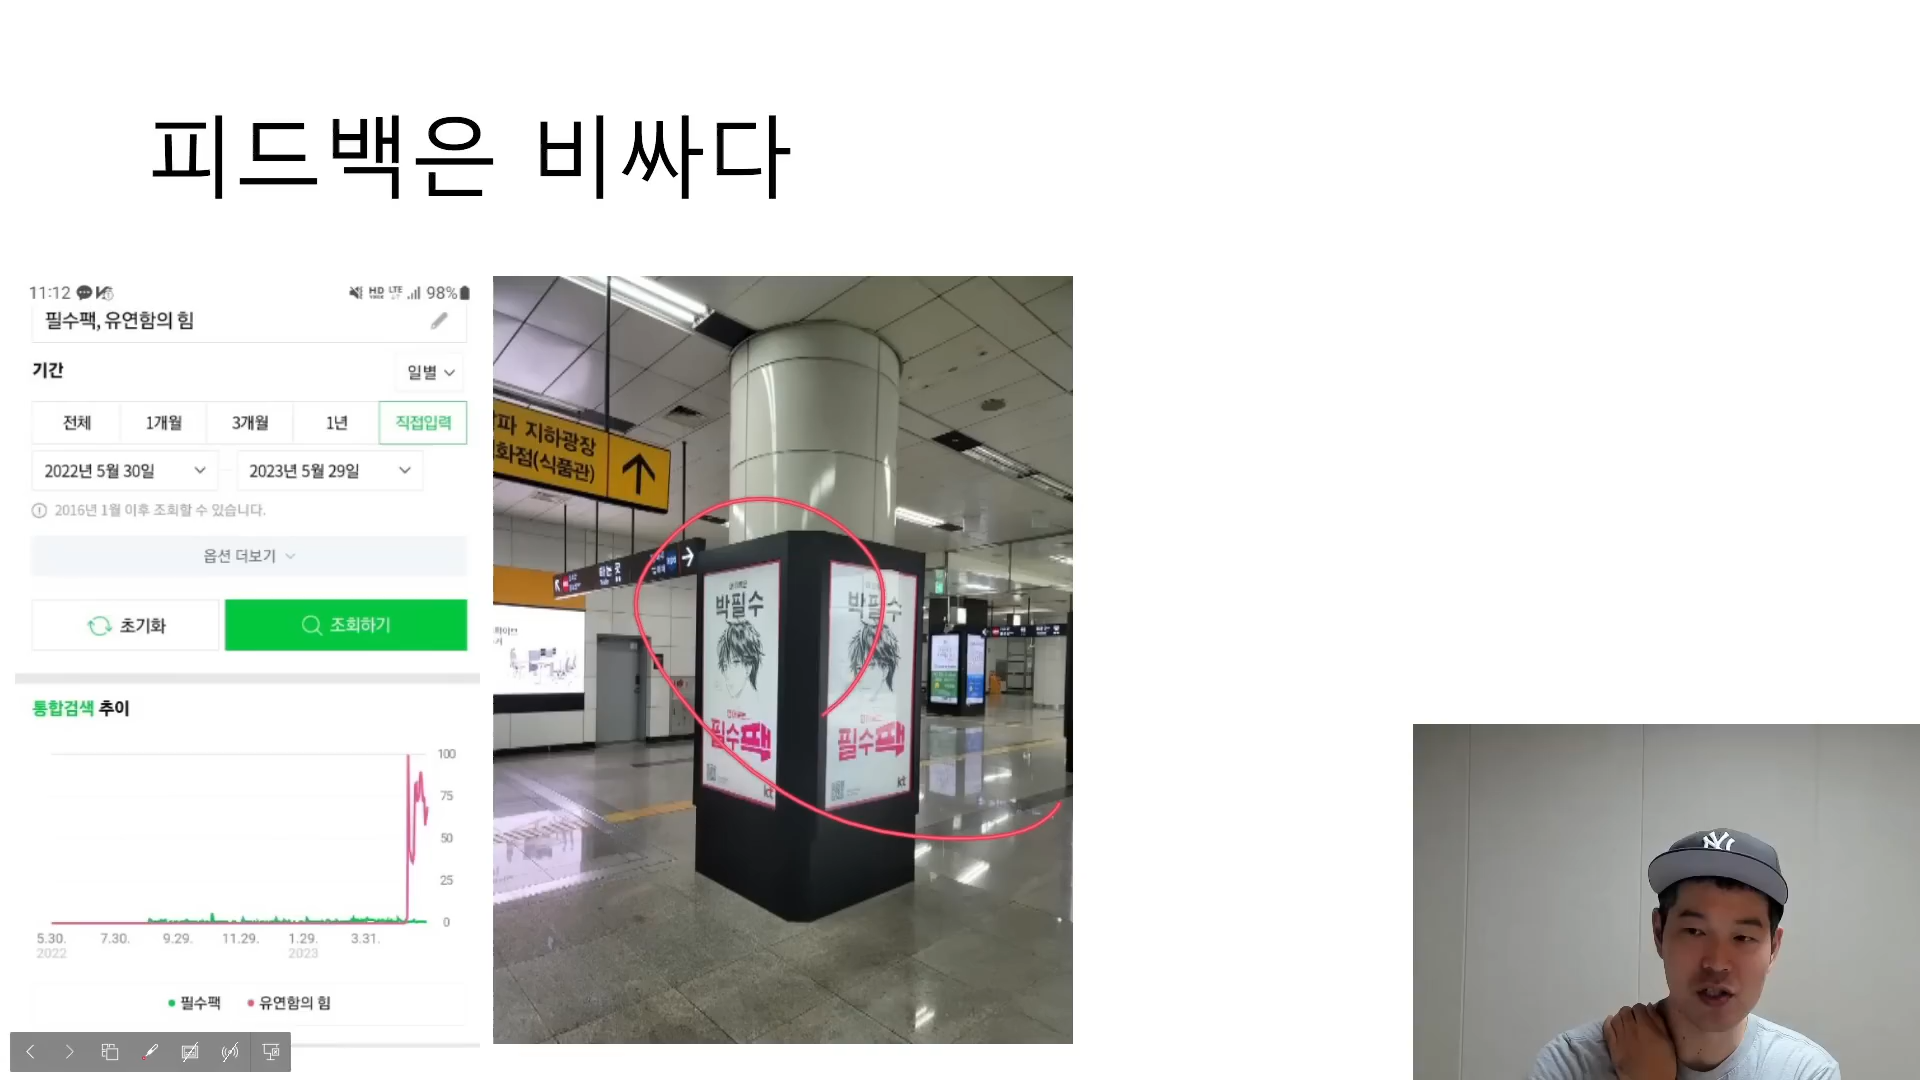 피드백은 비싸다
11:12
HD LTE 98%
필수팩, 유연함의 힘
기간
일별
전체 1개월 3개월 1년 직접입력
2022년 5월 30일 2023년 5월 29일
2016년 1월 이후 조회할 수 있습니다.
옵션 더보기
초기화 조회하기
통합검색 추이
100
75
50
25
0
5.30. 7.30. 9.29. 11.29. 1.29. 3.31.
2022 2023
필수팩 유연함의 힘
지하광장
화점(식품관)
박필수
필수팩
kt
박필수
필수팩
kt
NY